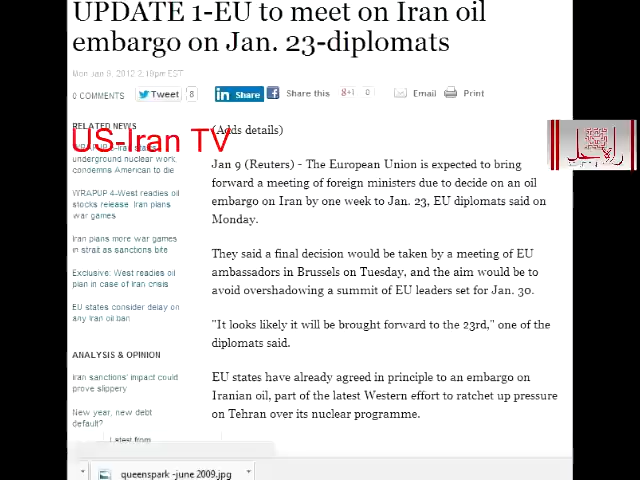 UPDATE 1-EU to meet on Iran oil
embargo on Jan. 23-diplomats
Mon Jan 9, 2012 2:19pm EST
0 COMMENTS
Tweet
8
in Share
Share this
+1
0
Email
Print
RELATED NEWS
US-Iran TV
underground nuclear work,
condemns American to die
WRAPUP 4-West readies oil
stocks release, Iran plans
war games
Iran plans more war games
in strait as sanctions bite
Exclusive: West readies oil
plan in case of Iran crisis
EU states consider delay on
any Iran oil ban
ANALYSIS & OPINION
Iran sanctions' impact could
prove slippery
New year, new debt
default?
Latest from
(Adds details)
Jan 9 (Reuters) - The European Union is expected to bring
forward a meeting of foreign ministers due to decide on an oil
embargo on Iran by one week to Jan. 23, EU diplomats said on
Monday.
They said a final decision would be taken by a meeting of EU
ambassadors in Brussels on Tuesday, and the aim would be to
avoid overshadowing a summit of EU leaders set for Jan. 30.
"It looks likely it will be brought forward to the 23rd," one of the
diplomats said.
EU states have already agreed in principle to an embargo on
Iranian oil, part of the latest Western effort to ratchet up pressure
on Tehran over its nuclear programme.
queenspark -june 2009.jpg